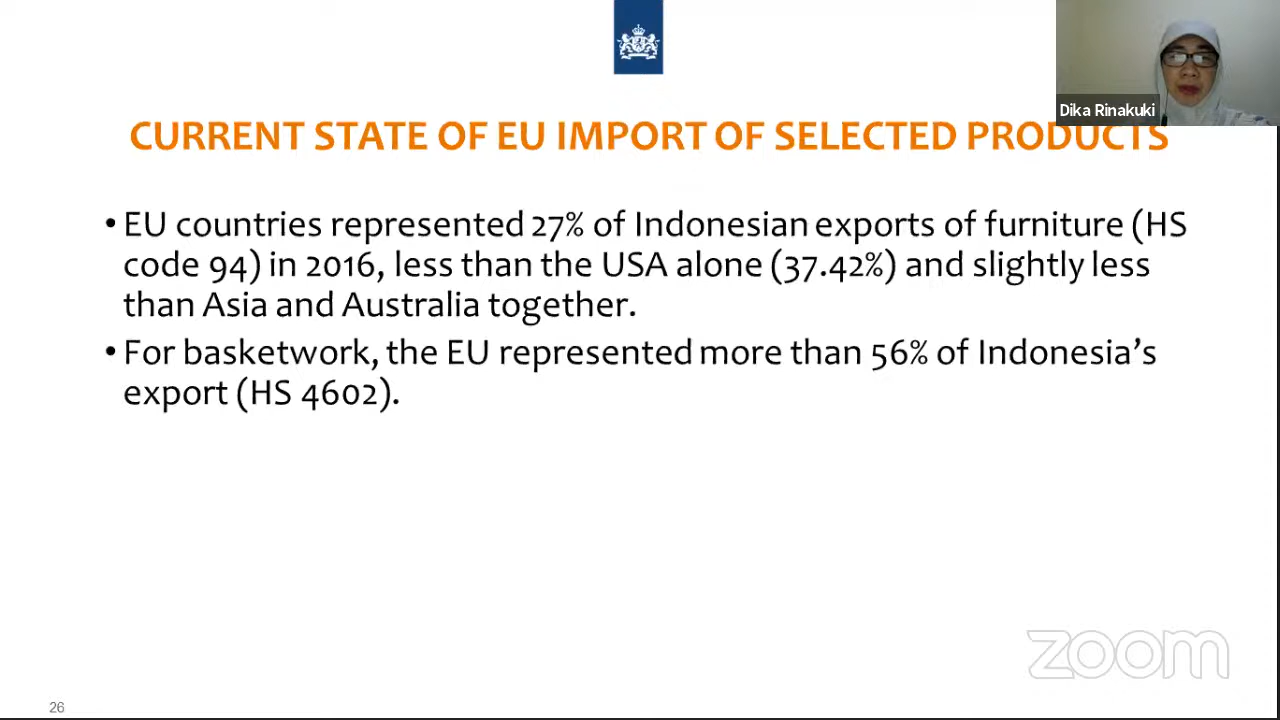 Dika Rinakuki
CURRENT STATE OF EU IMPORT OF SELECTED PRODUCTS
• EU countries represented 27% of Indonesian exports of furniture (HS
code 94) in 2016, less than the USA alone (37.42%) and slightly less
than Asia and Australia together.
• For basketwork, the EU represented more than 56% of Indonesia’s
export (HS 4602).
zoom
26